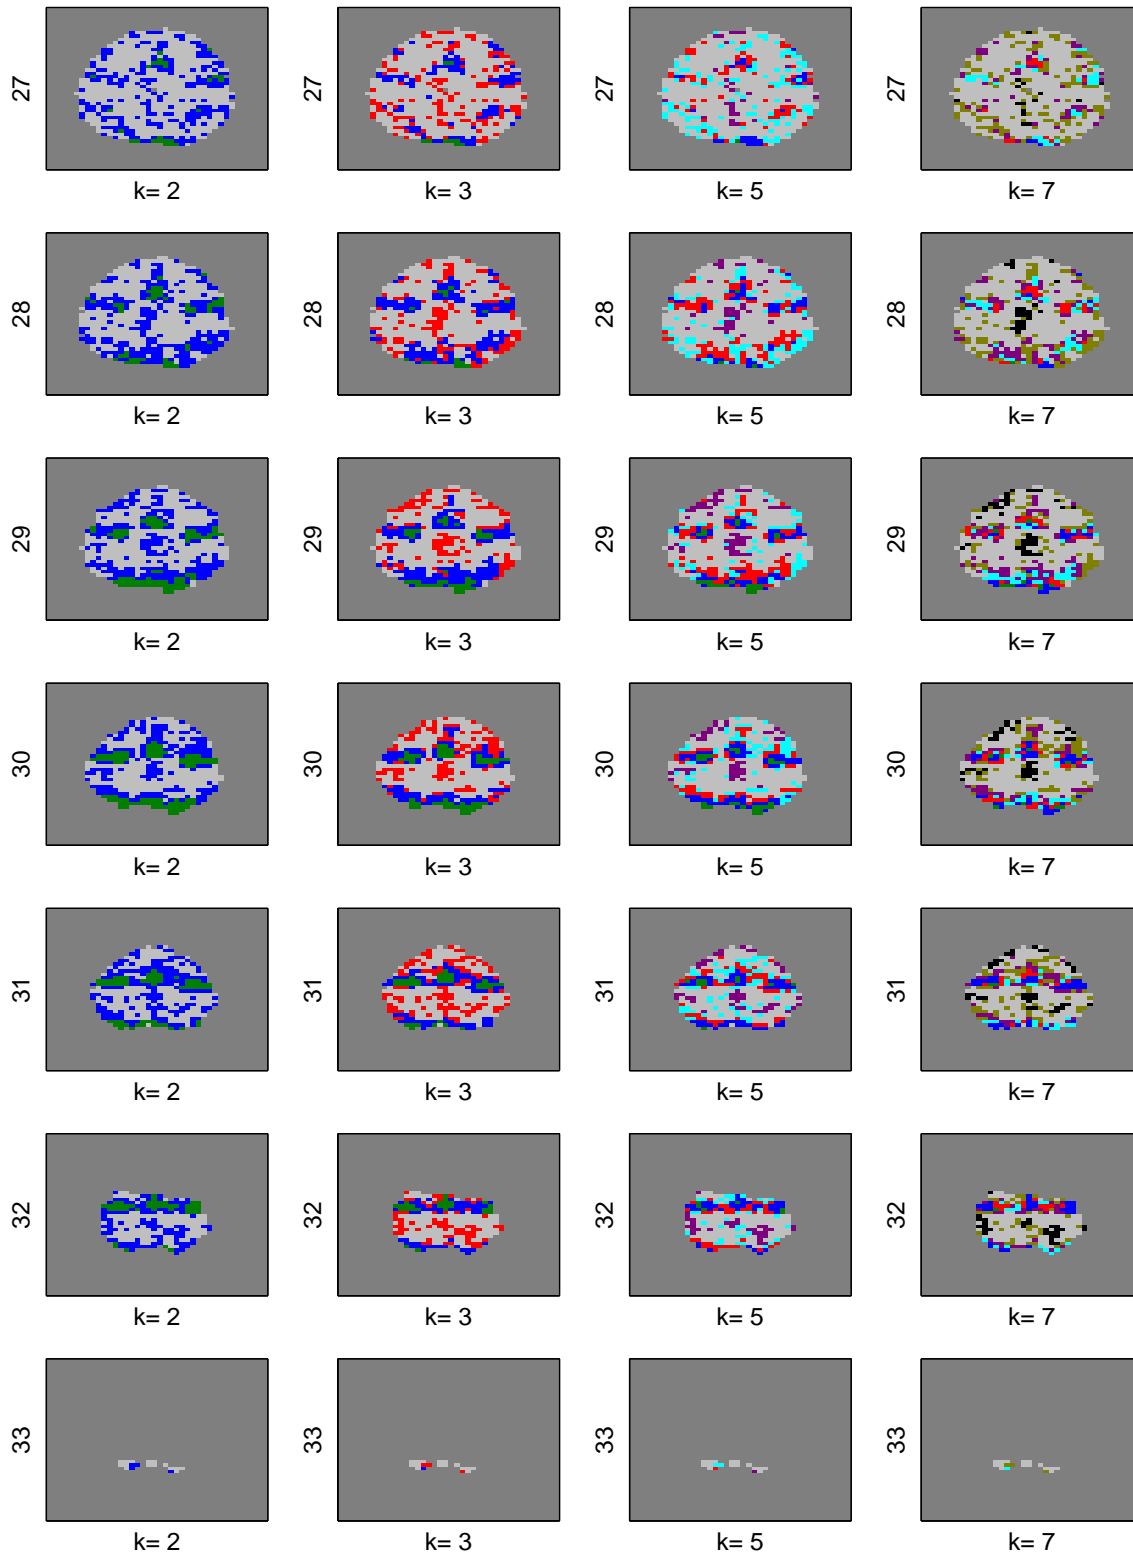 27 27 27 27
k= 2 k= 3 k= 5 k= 7
28 28 28 28
k= 2 k= 3 k= 5 k= 7
29 29 29 29
k= 2 k= 3 k= 5 k= 7
30 30 30 30
k= 2 k= 3 k= 5 k= 7
31 31 31 31
k= 2 k= 3 k= 5 k= 7
32 32 32 32
k= 2 k= 3 k= 5 k= 7
33 33 33 33
k= 2 k= 3 k= 5 k= 7